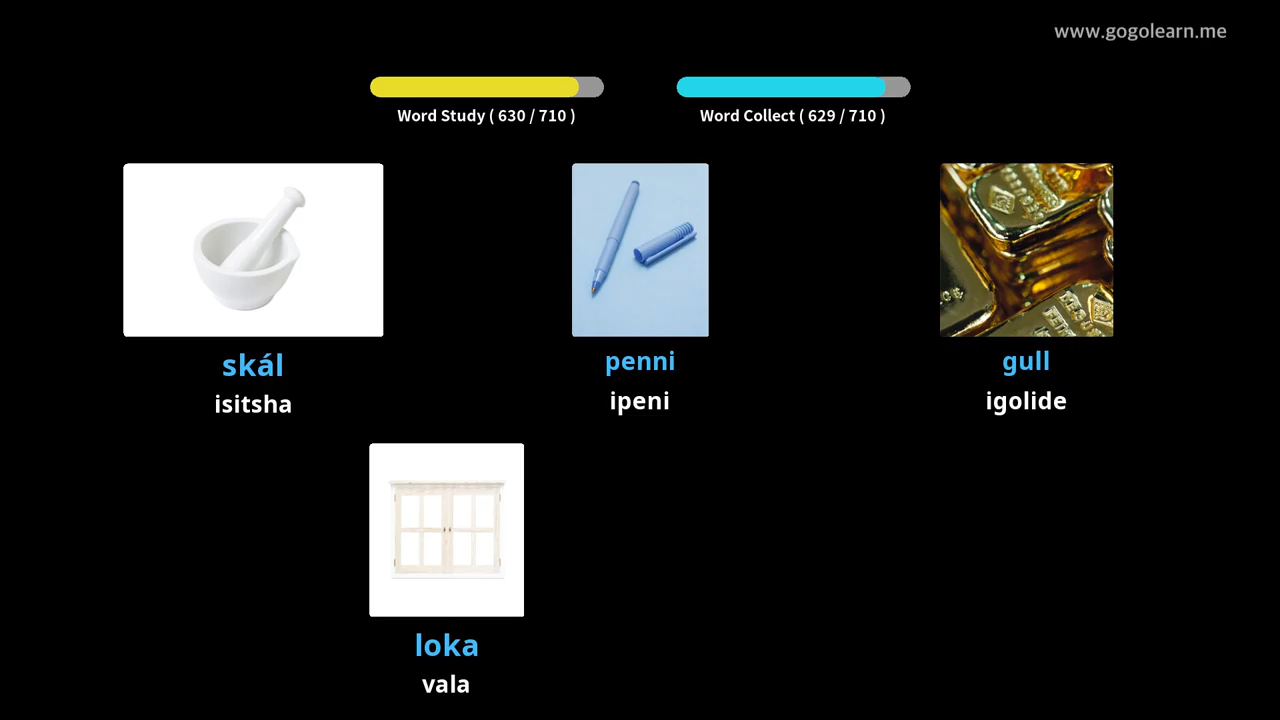 www.gogolearn.me
Word Study ( 630 / 710 )
Word Collect ( 629 / 710 )
skál
isitsha
penni
ipeni
gull
igolide
loka
vala